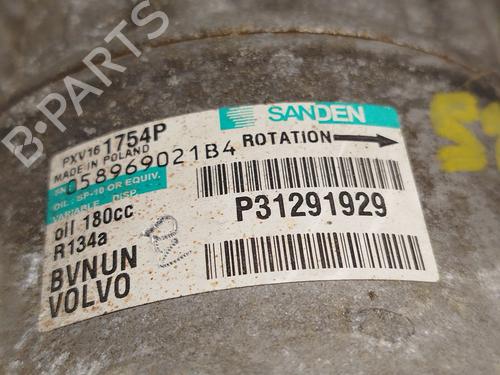 B-PARTS
SANDEN
PXV16 1754P
MADE IN POLAND
ROTATION
SN 058969021B4
OIL : SP-10 OR EQUIV.
VARIABLE DISP.
oil 180cc
R134a
P31291929
BVNUN
VOLVO